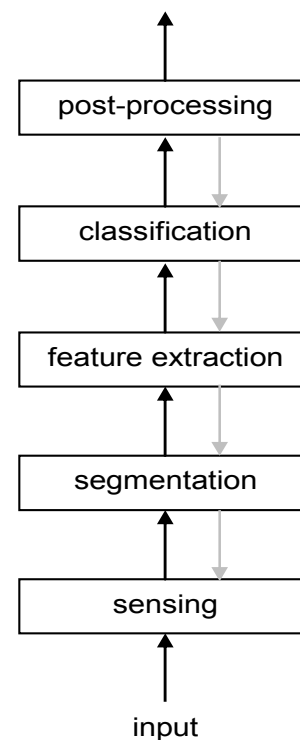 post-processing
classification
feature extraction
segmentation
sensing
input